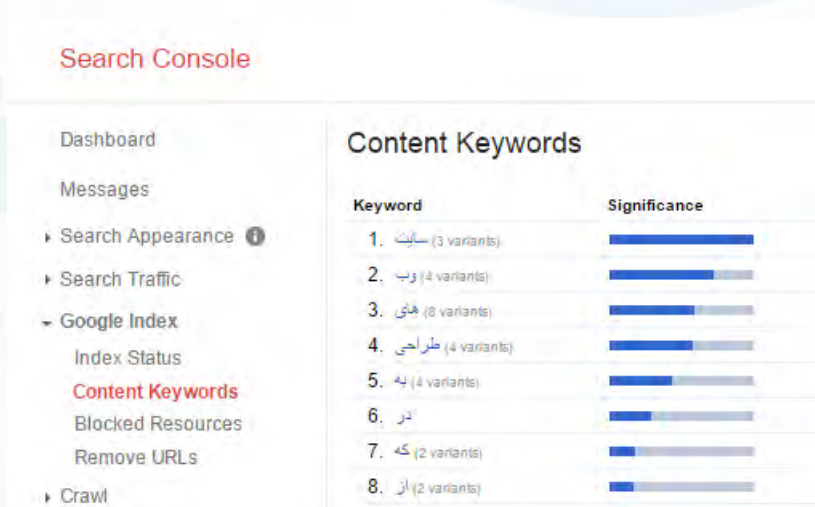 Search Console
Dashboard
Messages
Search Appearance
Search Traffic
Google Index
Index Status
Content Keywords
Blocked Resources
Remove URLs
Crawl
Content Keywords
Keyword Significance
1. سایت (3 variants)
2. وب (4 variants)
3. های (8 variants)
4. طراحی (4 variants)
5. به (4 variants)
6. در
7. که (2 variants)
8. از (2 variants)